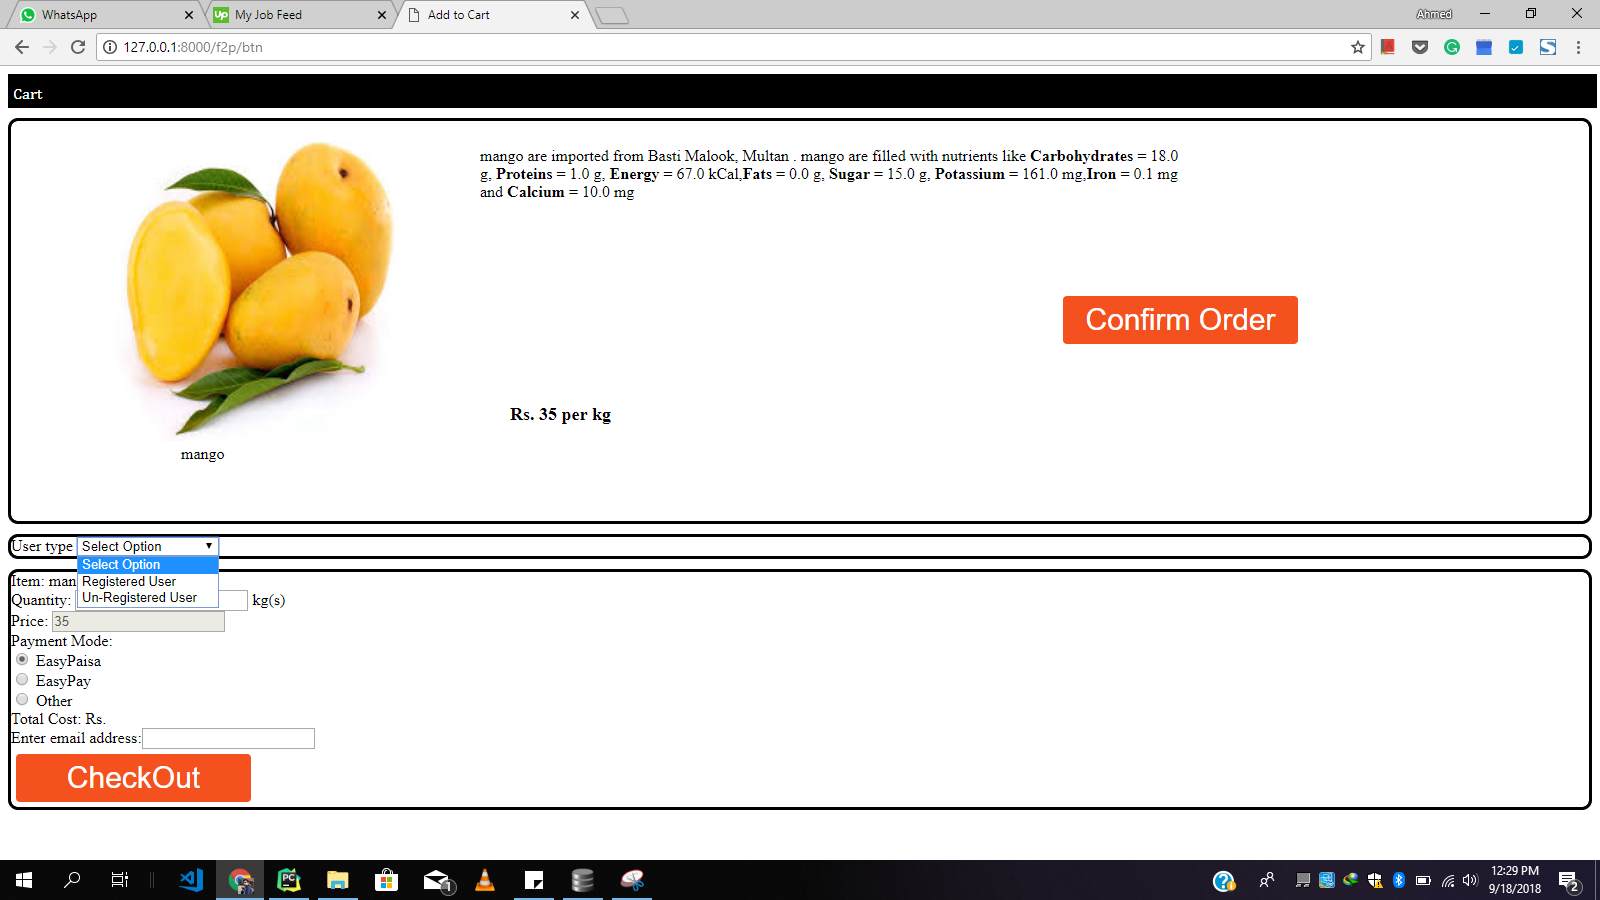 WhatsApp
Up My Job Feed
Add to Cart
Ahmed
127.0.0.1:8000/f2p/btn
Cart
mango are imported from Basti Malook, Multan . mango are filled with nutrients like Carbohydrates = 18.0
g, Proteins = 1.0 g, Energy = 67.0 kCal,Fats = 0.0 g, Sugar = 15.0 g, Potassium = 161.0 mg,Iron = 0.1 mg
and Calcium = 10.0 mg
Confirm Order
Rs. 35 per kg
mango
User type Select Option
Select Option
Registered User
Un-Registered User
Item: man
Quantity: kg(s)
Price: 35
Payment Mode:
EasyPaisa
EasyPay
Other
Total Cost: Rs.
Enter email address:
CheckOut
PC
1
12:29 PM
9/18/2018
2